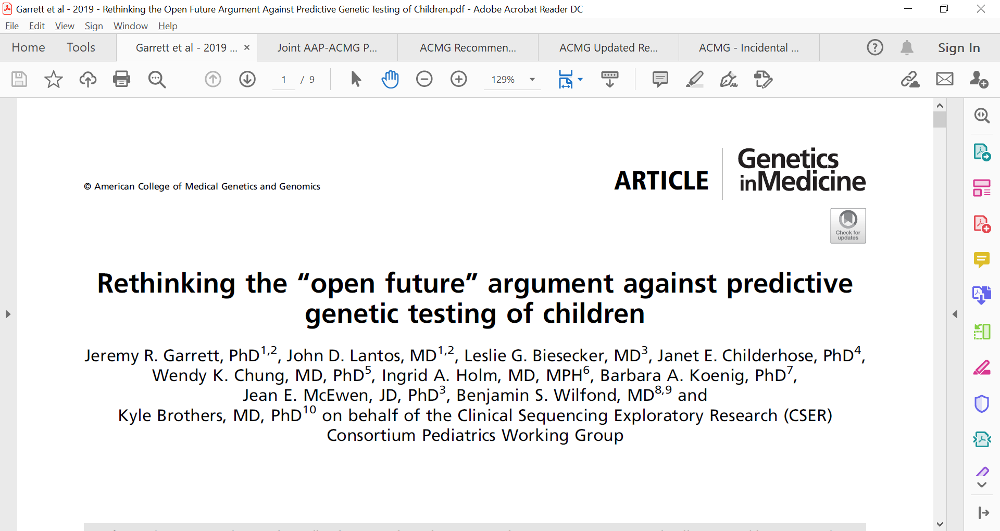 Garrett et al - 2019 - Rethinking the Open Future Argument Against Predictive Genetic Testing of Children.pdf - Adobe Acrobat Reader DC
File Edit View Sign Window Help
Home Tools Garrett et al - 2019 ... × Joint AAP-ACMG P... ACMG Recommen... ACMG Updated Re... ACMG - Incidental ... Sign In
1 / 9 129%
© American College of Medical Genetics and Genomics
ARTICLE
Genetics
inMedicine
Check for
updates
Rethinking the “open future” argument against predictive
genetic testing of children
Jeremy R. Garrett, PhD1,2, John D. Lantos, MD1,2, Leslie G. Biesecker, MD3, Janet E. Childerhose, PhD4,
Wendy K. Chung, MD, PhD5, Ingrid A. Holm, MD, MPH6, Barbara A. Koenig, PhD7,
Jean E. McEwen, JD, PhD3, Benjamin S. Wilfond, MD8,9 and
Kyle Brothers, MD, PhD10 on behalf of the Clinical Sequencing Exploratory Research (CSER)
Consortium Pediatrics Working Group